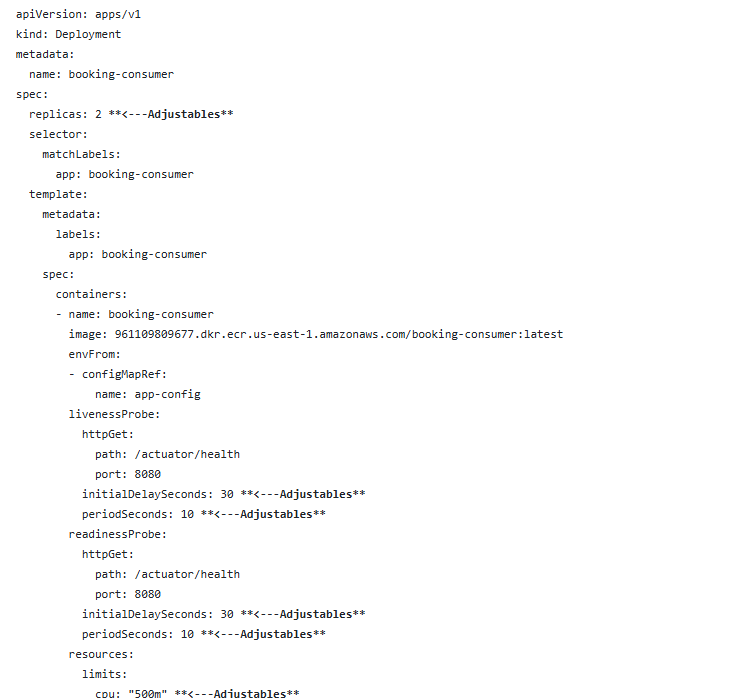 apiVersion: apps/v1
kind: Deployment
metadata:
  name: booking-consumer
spec:
  replicas: 2 **<---Adjustables**
  selector:
    matchLabels:
      app: booking-consumer
  template:
    metadata:
      labels:
        app: booking-consumer
    spec:
      containers:
      - name: booking-consumer
        image: 961109809677.dkr.ecr.us-east-1.amazonaws.com/booking-consumer:latest
        envFrom:
        - configMapRef:
            name: app-config
        livenessProbe:
          httpGet:
            path: /actuator/health
            port: 8080
          initialDelaySeconds: 30 **<---Adjustables**
          periodSeconds: 10 **<---Adjustables**
        readinessProbe:
          httpGet:
            path: /actuator/health
            port: 8080
          initialDelaySeconds: 30 **<---Adjustables**
          periodSeconds: 10 **<---Adjustables**
        resources:
          limits:
            cpu: "500m" **<---Adjustables**